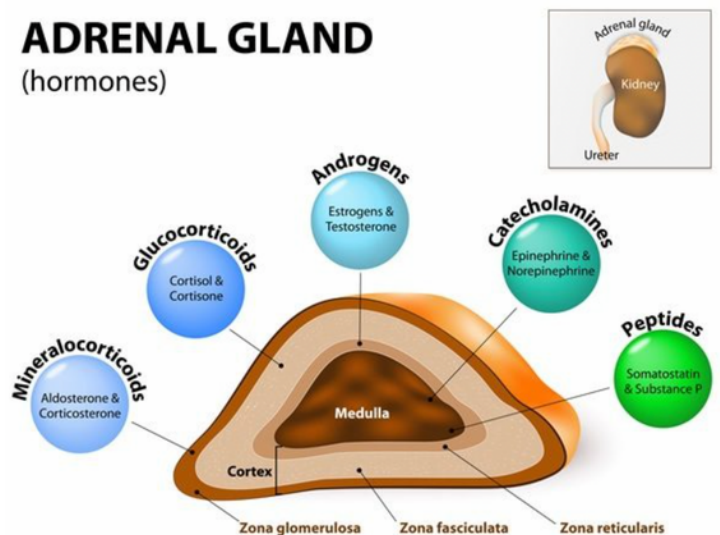 ADRENAL GLAND
(hormones)
Adrenal gland
Kidney
Ureter
Androgens
Estrogens &
Testosterone
Glucocorticoids
Cortisol &
Cortisone
Catecholamines
Epinephrine &
Norepinephrine
Mineralocorticoids
Aldosterone &
Corticosterone
Peptides
Somatostatin
& Substance P
Medulla
Cortex
Zona glomerulosa
Zona fasciculata
Zona reticularis